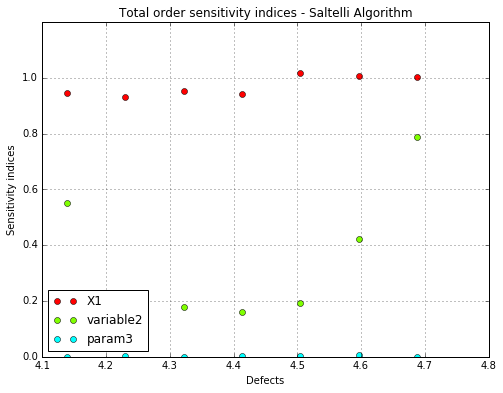 Total order sensitivity indices - Saltelli Algorithm
Sensitivity indices
1.0
0.8
0.6
0.4
0.2
0.0
X1
variable2
param3
4.1 4.2 4.3 4.4 4.5 4.6 4.7 4.8
Defects